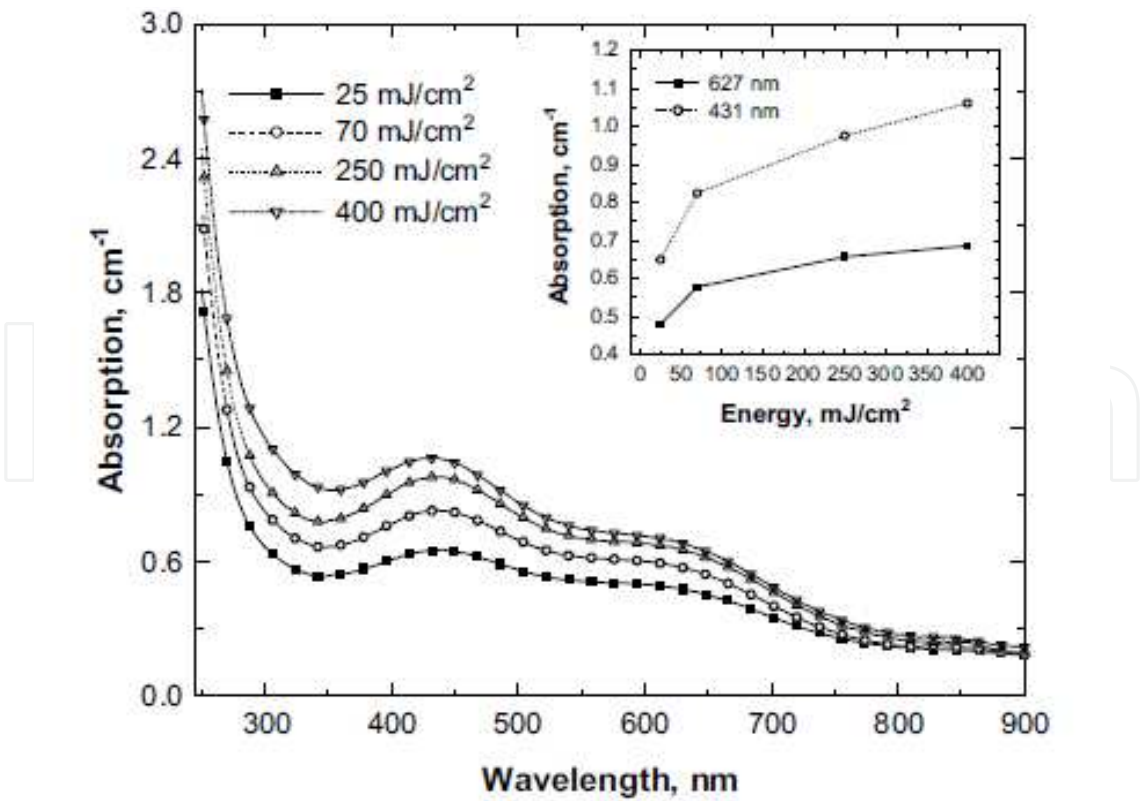 3.0
2.4
1.8
1.2
0.6
0.0
Absorption, cm⁻¹
25 mJ/cm²
70 mJ/cm²
250 mJ/cm²
400 mJ/cm²
300 400 500 600 700 800 900
Wavelength, nm
1.2
1.1
1.0
0.9
0.8
0.7
0.6
0.5
0.4
Absorption, cm⁻¹
627 nm
431 nm
0 50 100 150 200 250 300 350 400
Energy, mJ/cm²